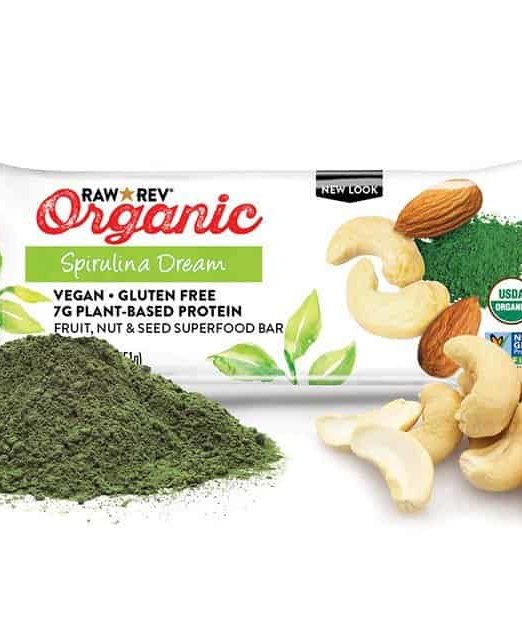 RAW★REV®
NEW LOOK
Organic
Spirulina Dream
VEGAN • GLUTEN FREE
7G PLANT-BASED PROTEIN
FRUIT, NUT & SEED SUPERFOOD BAR
USDA
ORGANIC